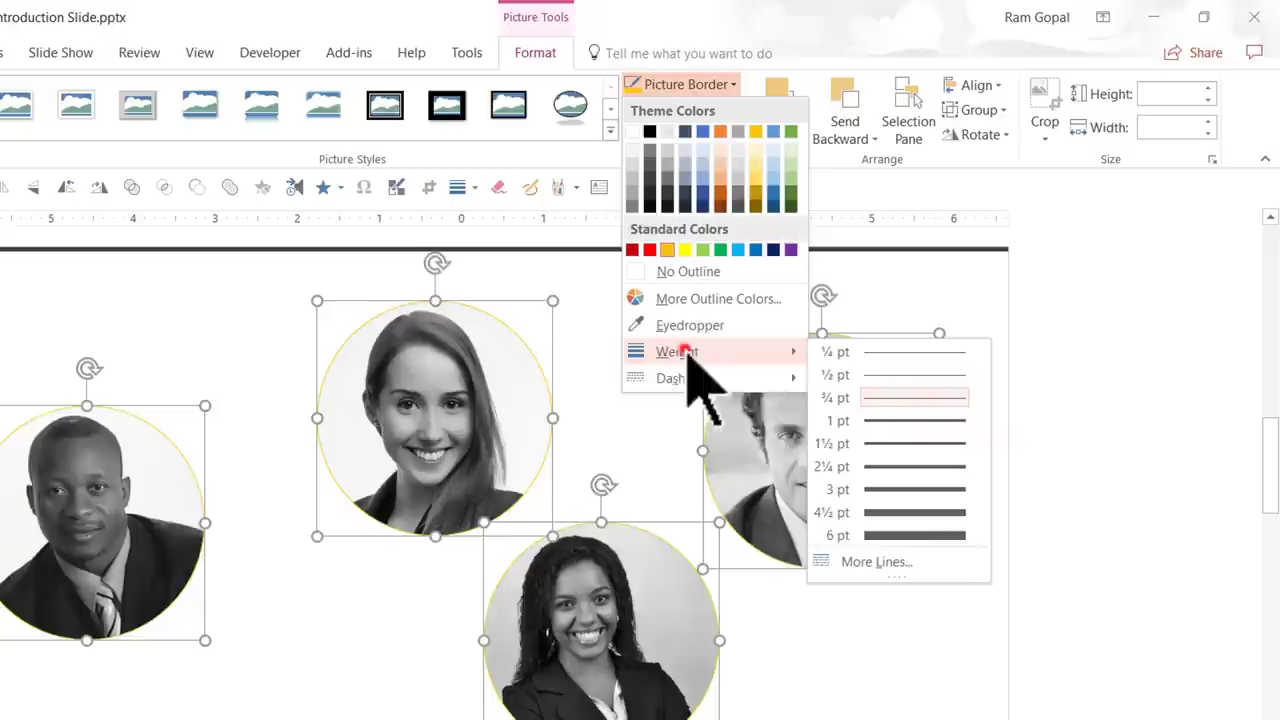 ntroduction Slide.pptx
Picture Tools
Ram Gopal
s
Slide Show
Review
View
Developer
Add-ins
Help
Tools
Format
Tell me what you want to do
Share
Picture Border
Theme Colors
Standard Colors
No Outline
More Outline Colors...
Eyedropper
Dash
Send
Backward
Selection
Pane
Align
Group
Rotate
Crop
Height:
Width:
Picture Styles
Arrange
Size
5 4 3 2 1 0 1 5 6
¼ pt
½ pt
¾ pt
1 pt
1½ pt
2¼ pt
3 pt
4½ pt
6 pt
More Lines...